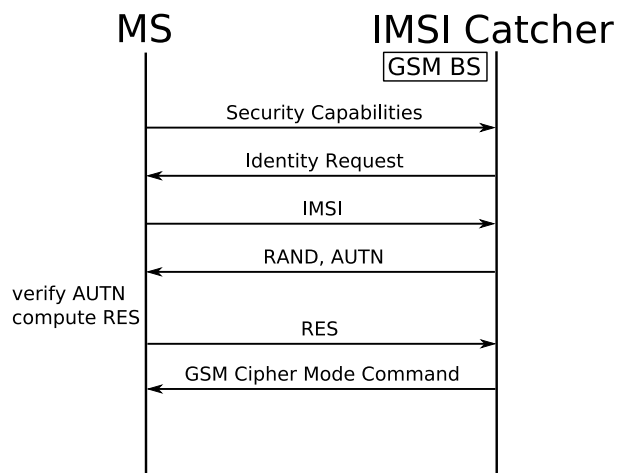 MS
IMSI Catcher
GSM BS
Security Capabilities
Identity Request
IMSI
RAND, AUTN
verify AUTN
compute RES
RES
GSM Cipher Mode Command